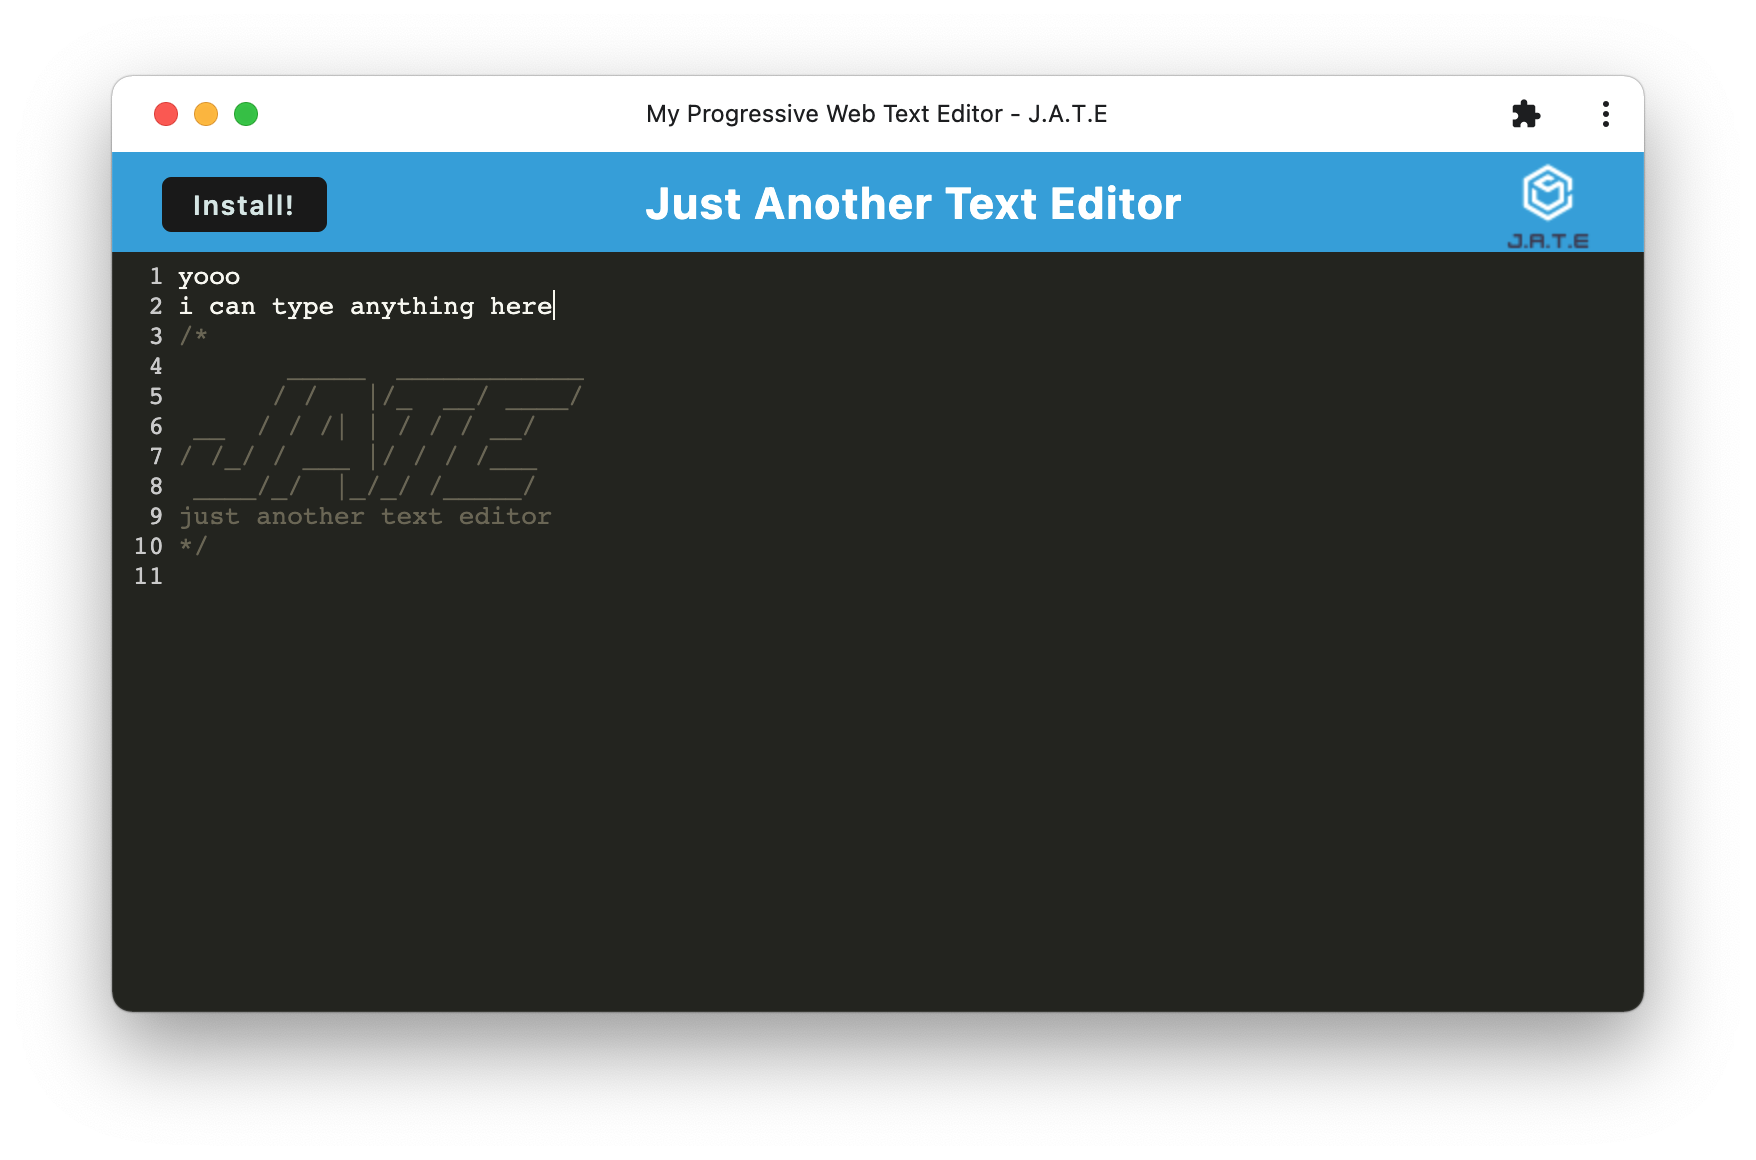 My Progressive Web Text Editor - J.A.T.E
Install!
Just Another Text Editor
J.A.T.E
1 yooo
2 i can type anything here
3 /*
4        ______  ____________
5       / /    |/_  __/ ____/
6  __  / / /| | / / / __/
7 / /_/ / ___ |/ / / /___
8  ____/_/  |_/_/ /_____/
9 just another text editor
10 */
11